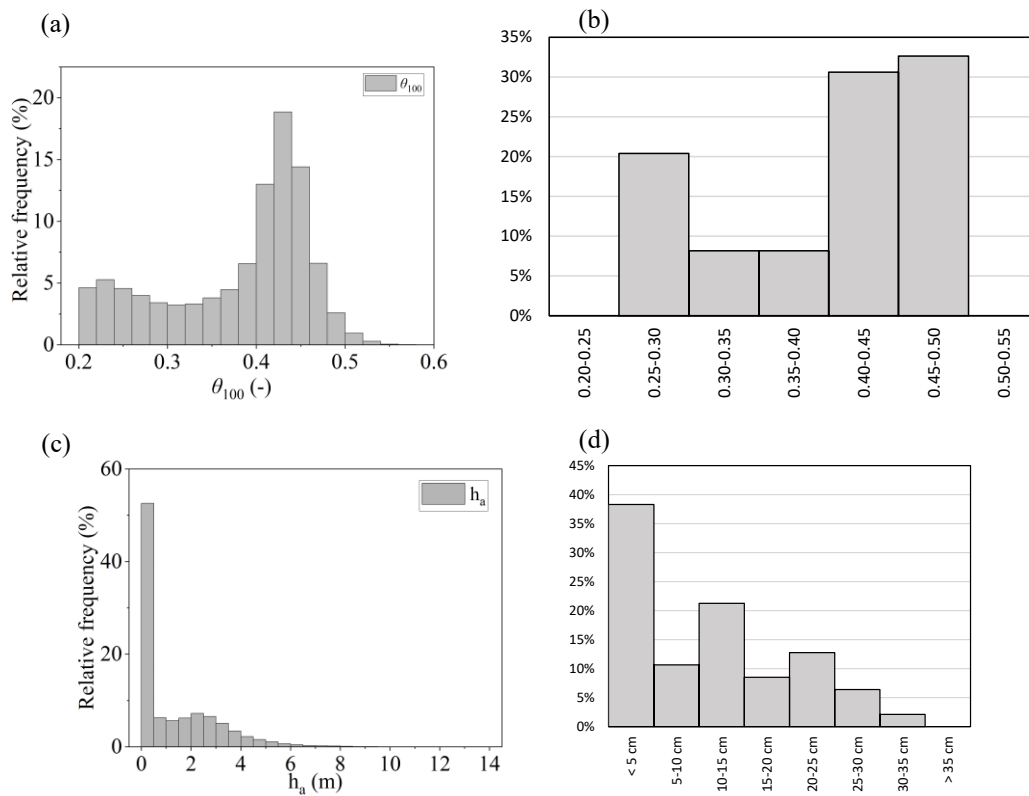 (a)
Relative frequency (%)
20
15
10
5
0
0.2 0.3 0.4 0.5 0.6
θ100 (-)
θ100
(b)
35%
30%
25%
20%
15%
10%
5%
0%
0.20-0.25
0.25-0.30
0.30-0.35
0.35-0.40
0.40-0.45
0.45-0.50
0.50-0.55
(c)
Relative frequency (%)
60
40
20
0
0 2 4 6 8 10 12 14
ha (m)
ha
(d)
45%
40%
35%
30%
25%
20%
15%
10%
5%
0%
< 5 cm
5-10 cm
10-15 cm
15-20 cm
20-25 cm
25-30 cm
30-35 cm
> 35 cm